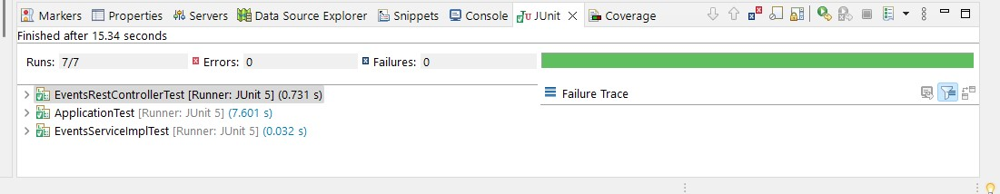 Markers Properties Servers Data Source Explorer Snippets Console JUnit Coverage
Finished after 15.34 seconds
Runs: 7/7 Errors: 0 Failures: 0
EventsRestControllerTest [Runner: JUnit 5] (0.731 s)
Failure Trace
ApplicationTest [Runner: JUnit 5] (7.601 s)
EventsServiceImplTest [Runner: JUnit 5] (0.032 s)